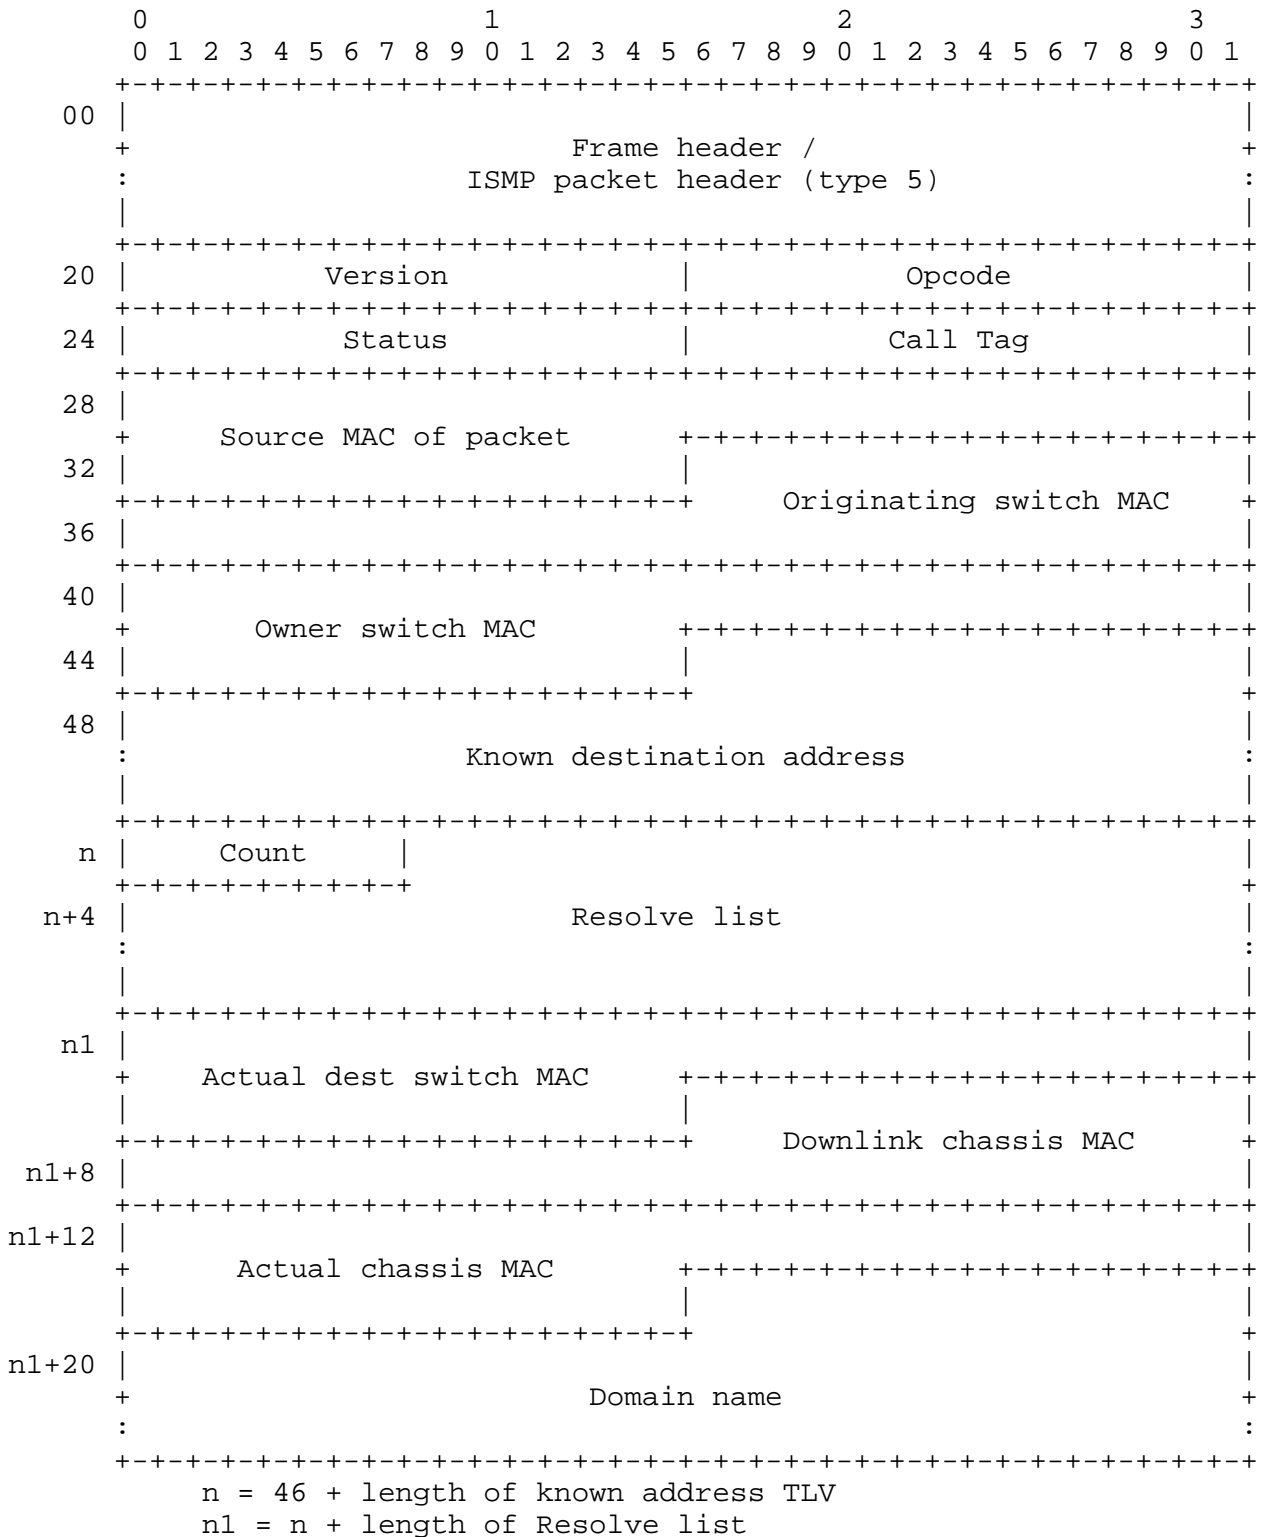 0                   1                   2                   3
 0 1 2 3 4 5 6 7 8 9 0 1 2 3 4 5 6 7 8 9 0 1 2 3 4 5 6 7 8 9 0 1
+-+-+-+-+-+-+-+-+-+-+-+-+-+-+-+-+-+-+-+-+-+-+-+-+-+-+-+-+-+-+-+-+
00 |                                                               |
+                         Frame header /                        +
:                   ISMP packet header (type 5)                 :
|                                                               |
+-+-+-+-+-+-+-+-+-+-+-+-+-+-+-+-+-+-+-+-+-+-+-+-+-+-+-+-+-+-+-+-+
20 |           Version             |            Opcode             |
+-+-+-+-+-+-+-+-+-+-+-+-+-+-+-+-+-+-+-+-+-+-+-+-+-+-+-+-+-+-+-+-+
24 |            Status             |           Call Tag            |
+-+-+-+-+-+-+-+-+-+-+-+-+-+-+-+-+-+-+-+-+-+-+-+-+-+-+-+-+-+-+-+-+
28 |                                                               |
+     Source MAC of packet      +-+-+-+-+-+-+-+-+-+-+-+-+-+-+-+-+
32 |                               |                               |
+-+-+-+-+-+-+-+-+-+-+-+-+-+-+-+-+     Originating switch MAC    +
36 |                                                               |
+-+-+-+-+-+-+-+-+-+-+-+-+-+-+-+-+-+-+-+-+-+-+-+-+-+-+-+-+-+-+-+-+
40 |                                                               |
+       Owner switch MAC        +-+-+-+-+-+-+-+-+-+-+-+-+-+-+-+-+
44 |                               |                               |
+-+-+-+-+-+-+-+-+-+-+-+-+-+-+-+-+                               +
48 |                                                               |
:                   Known destination address                   :
|                                                               |
+-+-+-+-+-+-+-+-+-+-+-+-+-+-+-+-+-+-+-+-+-+-+-+-+-+-+-+-+-+-+-+-+
n |     Count     |                                               |
+-+-+-+-+-+-+-+-+                                               +
n+4 |                         Resolve list                          |
:                                                               :
|                                                               |
+-+-+-+-+-+-+-+-+-+-+-+-+-+-+-+-+-+-+-+-+-+-+-+-+-+-+-+-+-+-+-+-+
n1 |                                                               |
+    Actual dest switch MAC     +-+-+-+-+-+-+-+-+-+-+-+-+-+-+-+-+
|                               |                               |
+-+-+-+-+-+-+-+-+-+-+-+-+-+-+-+-+     Downlink chassis MAC      +
n1+8 |                                                               |
+-+-+-+-+-+-+-+-+-+-+-+-+-+-+-+-+-+-+-+-+-+-+-+-+-+-+-+-+-+-+-+-+
n1+12 |                                                               |
+      Actual chassis MAC       +-+-+-+-+-+-+-+-+-+-+-+-+-+-+-+-+
|                               |                               |
+-+-+-+-+-+-+-+-+-+-+-+-+-+-+-+-+                               +
n1+20 |                                                               |
+                          Domain name                          +
:                                                               :
+-+-+-+-+-+-+-+-+-+-+-+-+-+-+-+-+-+-+-+-+-+-+-+-+-+-+-+-+-+-+-+-+
n = 46 + length of known address TLV
n1 = n + length of Resolve list